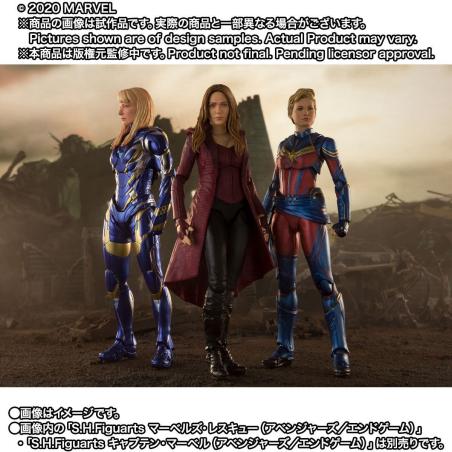 © 2020 MARVEL
※商品の画像は試作品です。実際の商品と一部異なる場合がございます。
Pictures shown are of design samples. Actual Product may vary.
※本商品は版権元監修中です。Product not final. Pending licensor approval.
●画像はイメージです。
●画像内の「S.H.Figuarts マーベルズ・レスキュー（アベンジャーズ／エンドゲーム）」
・「S.H.Figuarts キャプテン・マーベル（アベンジャーズ／エンドゲーム）」は別売りです。